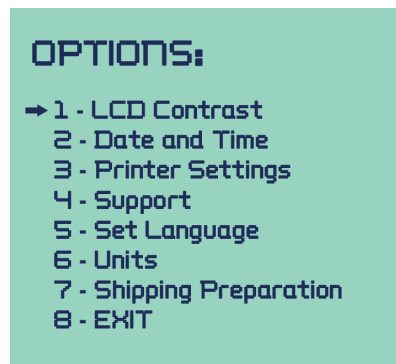 OPTIONS:
➡ 1 - LCD Contrast
2 - Date and Time
3 - Printer Settings
4 - Support
5 - Set Language
6 - Units
7 - Shipping Preparation
8 - EXIT